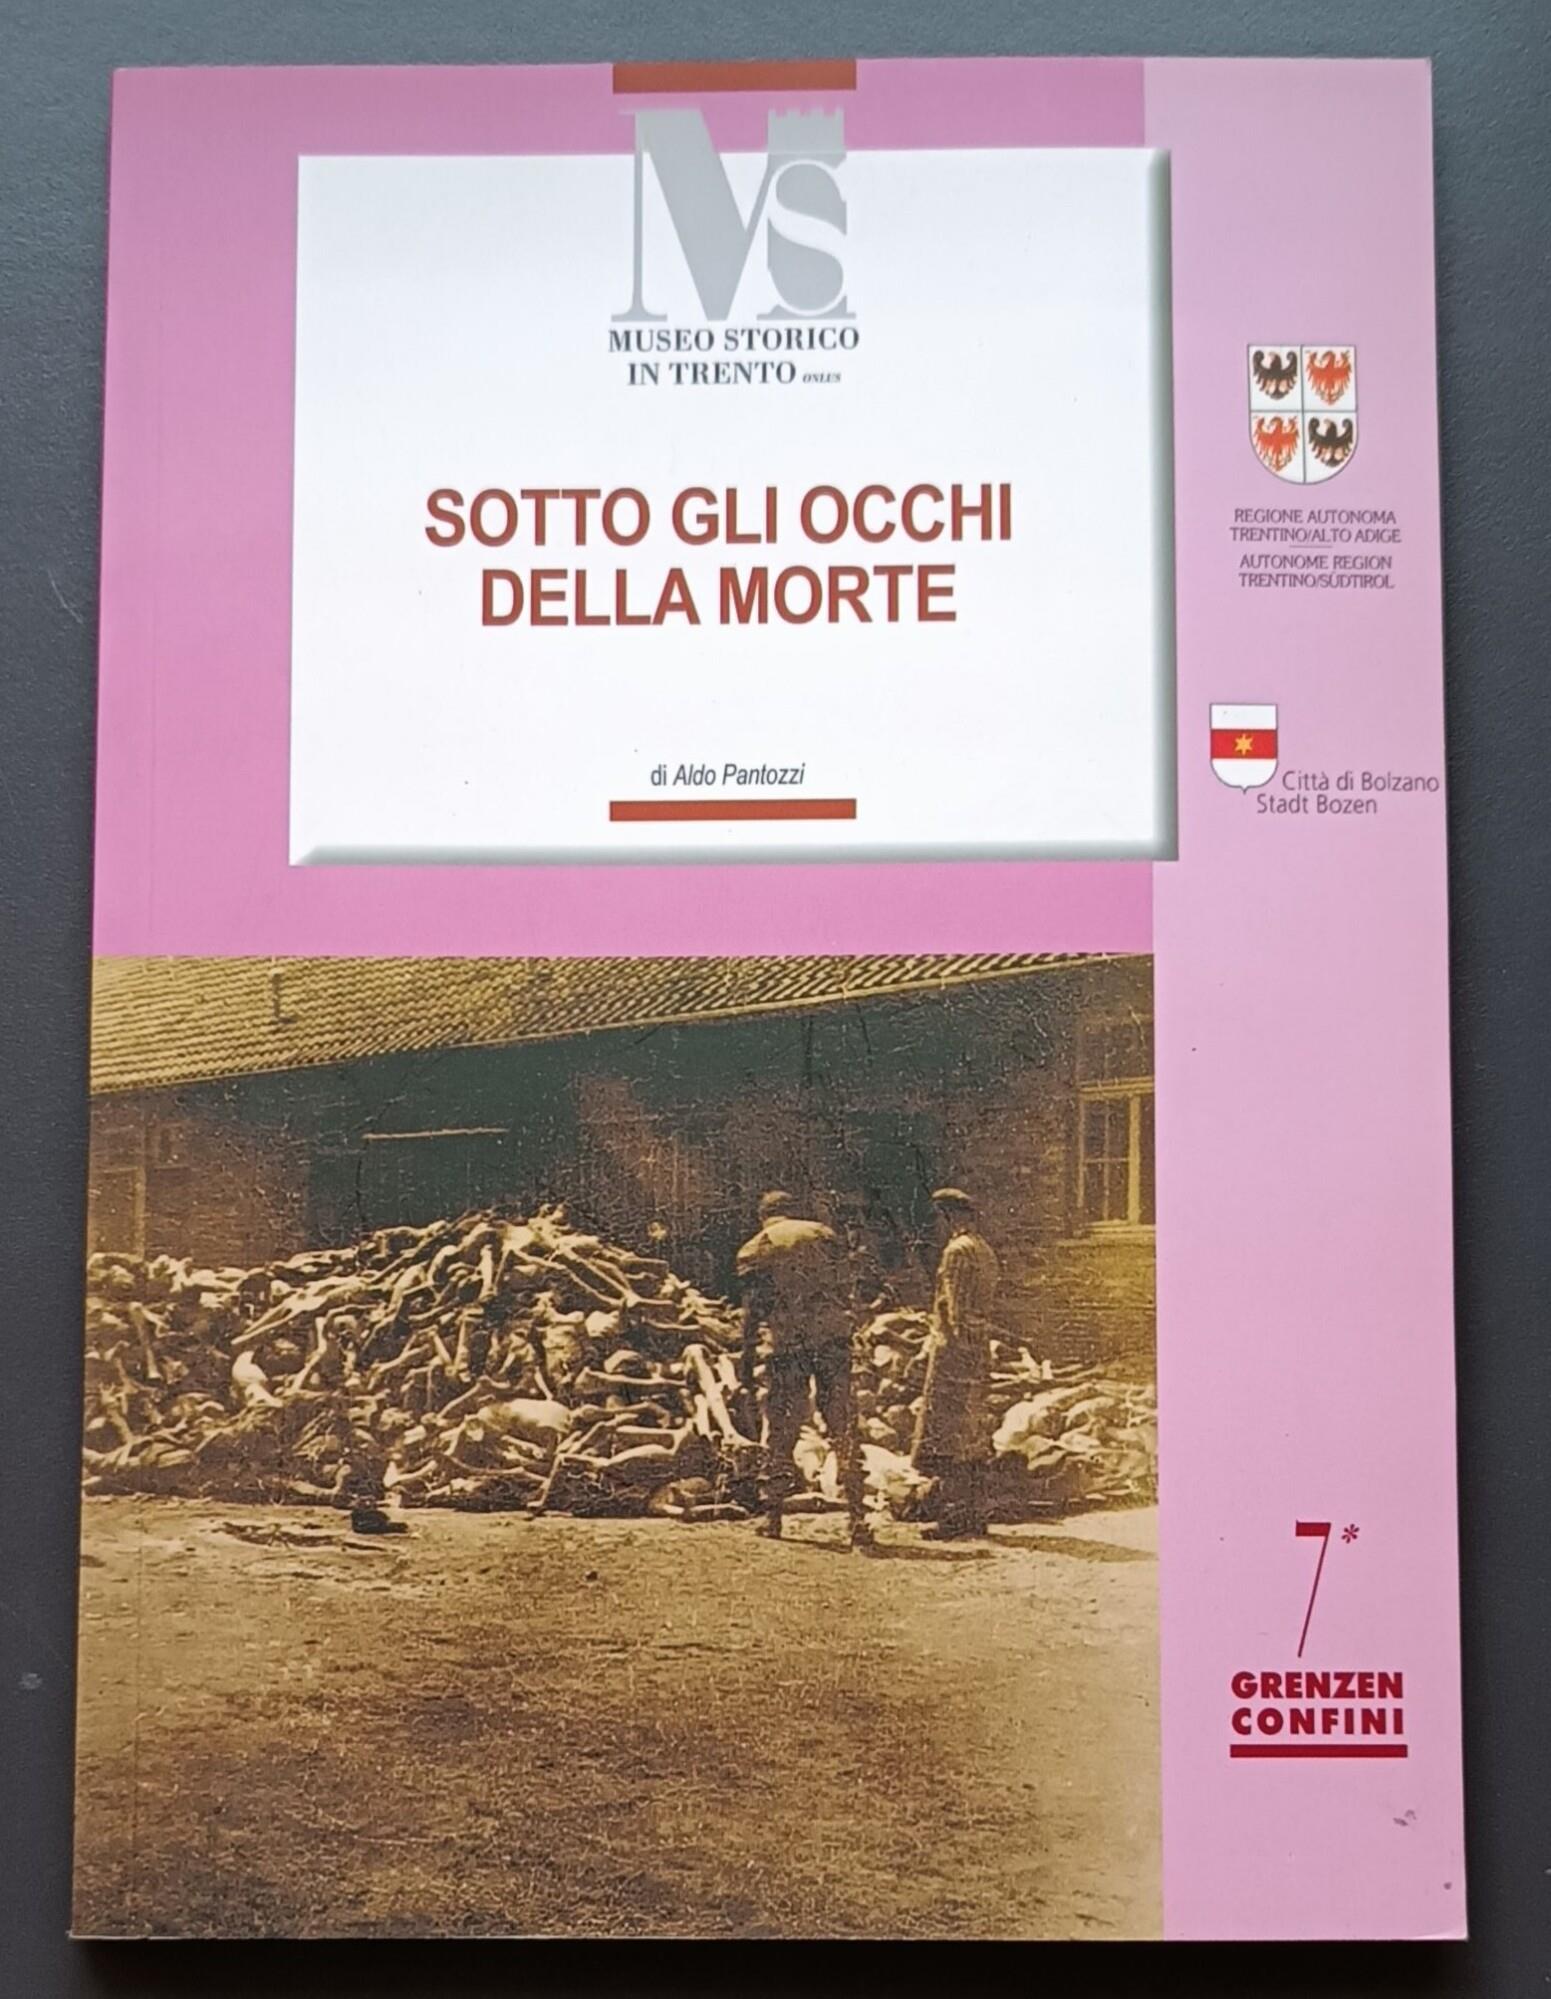 MS
MUSEO STORICO
IN TRENTO ONLUS
SOTTO GLI OCCHI
DELLA MORTE
di Aldo Pantozzi
REGIONE AUTONOMA
TRENTINO/ALTO ADIGE
AUTONOME REGION
TRENTINO/SÜDTIROL
Città di Bolzano
Stadt Bozen
7*
GRENZEN
CONFINI